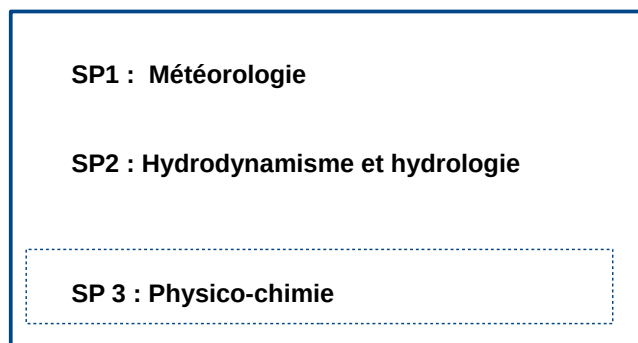 SP1 :  Météorologie
SP2 : Hydrodynamisme et hydrologie
SP 3 : Physico-chimie